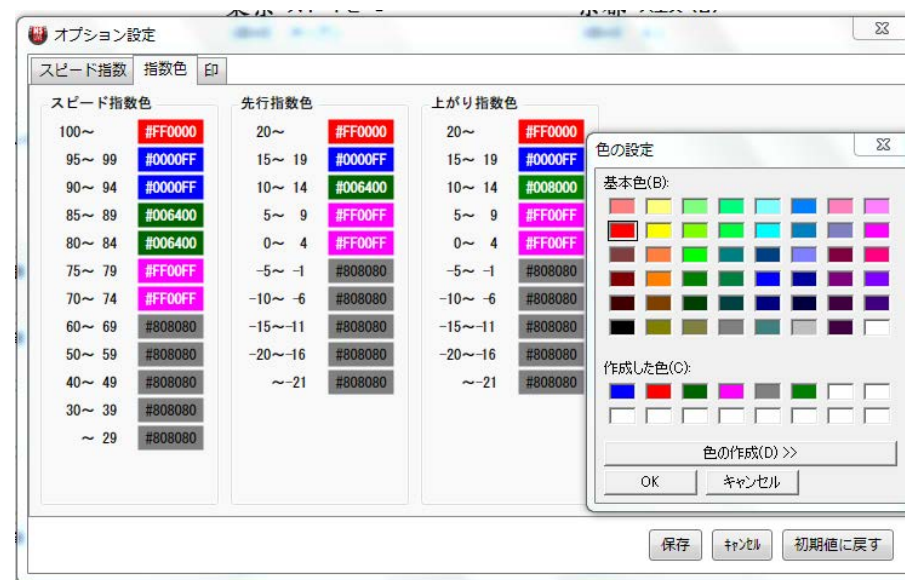 オプション設定
スピード指数 指数色 印
スピード指数色
100～ #FF0000
95～ 99 #0000FF
90～ 94 #0000FF
85～ 89 #006400
80～ 84 #006400
75～ 79 #FF00FF
70～ 74 #FF00FF
60～ 69 #808080
50～ 59 #808080
40～ 49 #808080
30～ 39 #808080
～ 29 #808080
先行指数色
20～ #FF0000
15～ 19 #0000FF
10～ 14 #006400
5～ 9 #FF00FF
0～ 4 #FF00FF
-5～ -1 #808080
-10～ -6 #808080
-15～-11 #808080
-20～-16 #808080
～-21 #808080
上がり指数色
20～ #FF0000
15～ 19 #0000FF
10～ 14 #008000
5～ 9 #FF00FF
0～ 4 #FF00FF
-5～ -1 #808080
-10～ -6 #808080
-15～-11 #808080
-20～-16 #808080
～-21 #808080
色の設定
基本色(B):
作成した色(C):
色の作成(D) >>
OK キャンセル
保存 ｷｬﾝｾﾙ 初期値に戻す